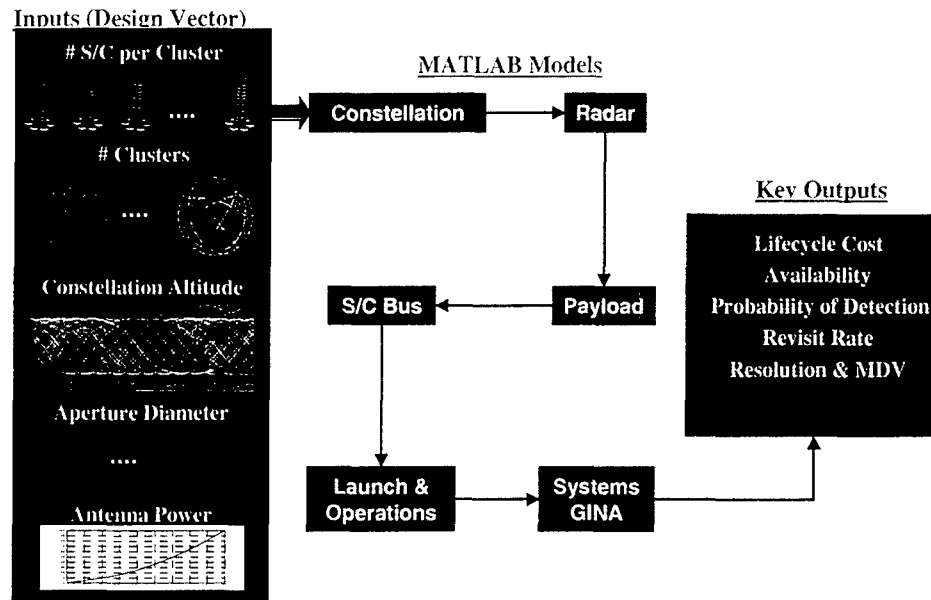 Inputs (Design Vector)
# S/C per Cluster
....
# Clusters
....
Constellation Altitude
Aperture Diameter
....
Antenna Power
MATLAB Models
Constellation
Radar
Payload
S/C Bus
Launch &
Operations
Systems
GINA
Key Outputs
Lifecycle Cost
Availability
Probability of Detection
Revisit Rate
Resolution & MDV